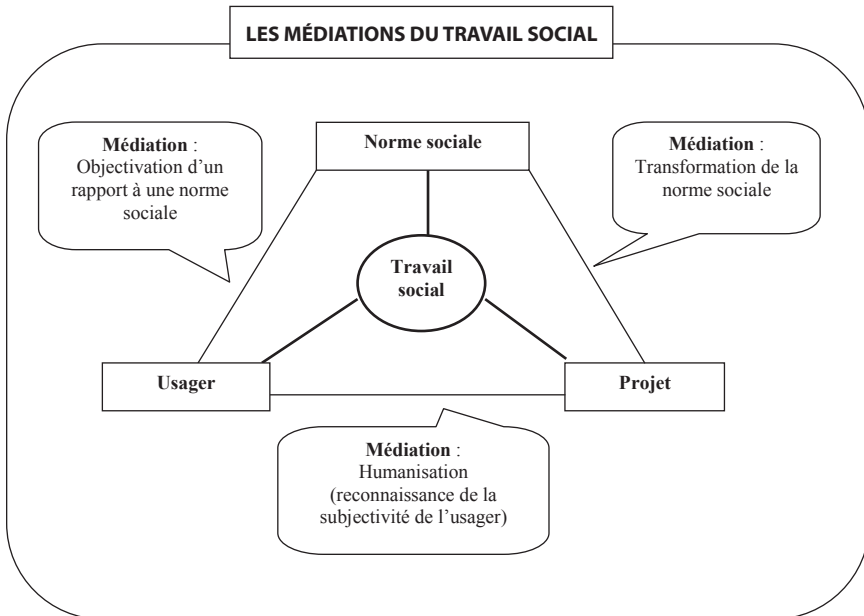 LES MÉDIATIONS DU TRAVAIL SOCIAL
Médiation :
Objectivation d’un
rapport à une norme
sociale
Norme sociale
Médiation :
Transformation de la
norme sociale
Travail
social
Usager
Projet
Médiation :
Humanisation
(reconnaissance de la
subjectivité de l’usager)